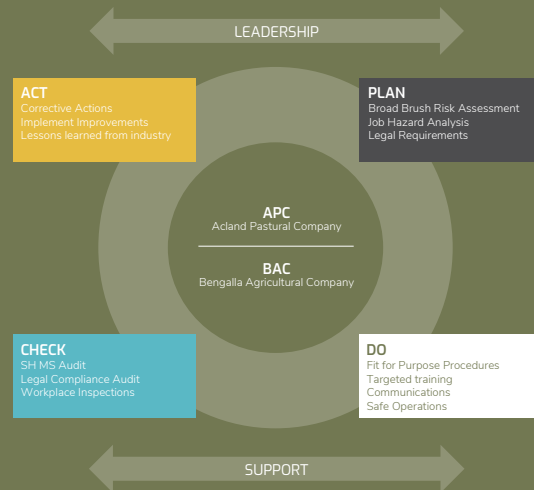 LEADERSHIP
ACT
Corrective Actions
Implement Improvements
Lessons learned from industry
PLAN
Broad Brush Risk Assessment
Job Hazard Analysis
Legal Requirements
APC
Acland Pastural Company
BAC
Bengalla Agricultural Company
CHECK
SH MS Audit
Legal Compliance Audit
Workplace Inspections
DO
Fit for Purpose Procedures
Targeted training
Communications
Safe Operations
SUPPORT